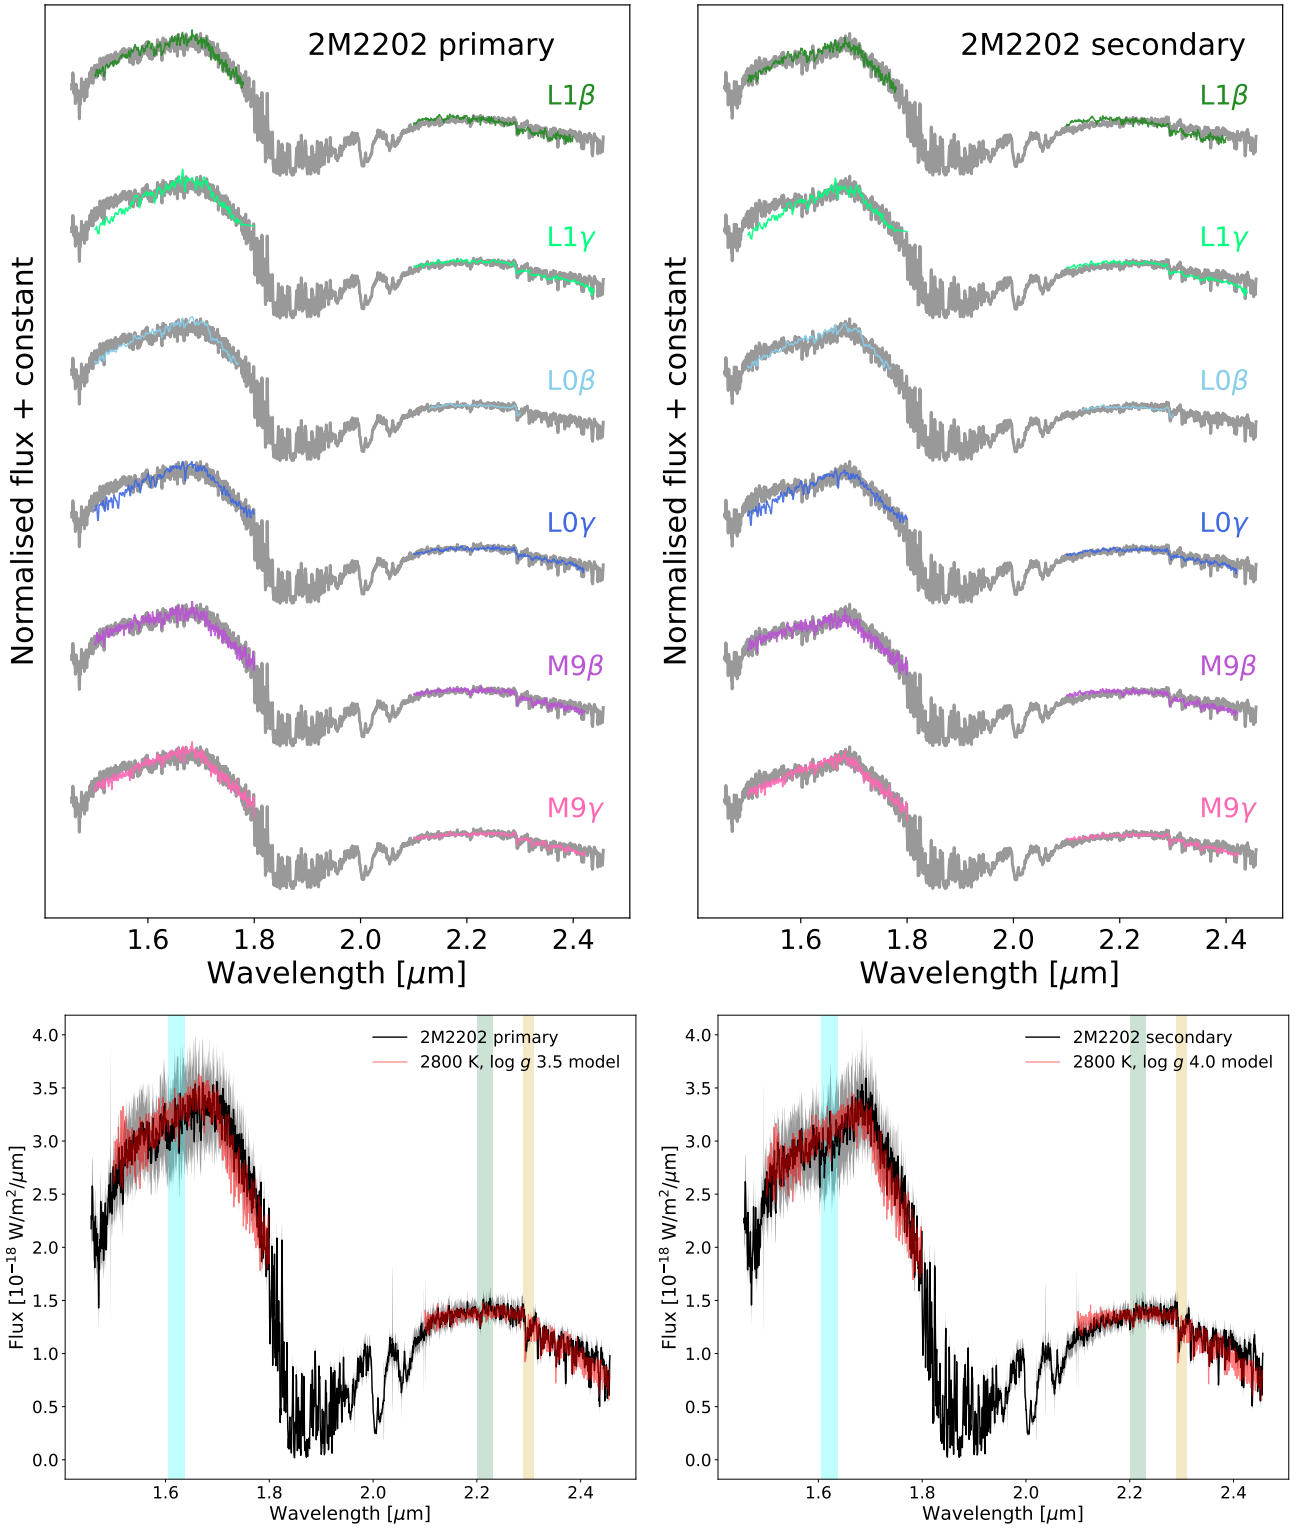 2M2202 primary
L1β
L1γ
L0β
L0γ
M9β
M9γ
Normalised flux + constant
1.6 1.8 2.0 2.2 2.4
Wavelength [μm]
2M2202 secondary
L1β
L1γ
L0β
L0γ
M9β
M9γ
Normalised flux + constant
1.6 1.8 2.0 2.2 2.4
Wavelength [μm]
2M2202 primary
2800 K, log g 3.5 model
4.0
3.5
3.0
2.5
2.0
1.5
1.0
0.5
0.0
Flux [10⁻¹⁸ W/m²/μm]
1.6 1.8 2.0 2.2 2.4
Wavelength [μm]
2M2202 secondary
2800 K, log g 4.0 model
4.0
3.5
3.0
2.5
2.0
1.5
1.0
0.5
0.0
Flux [10⁻¹⁸ W/m²/μm]
1.6 1.8 2.0 2.2 2.4
Wavelength [μm]